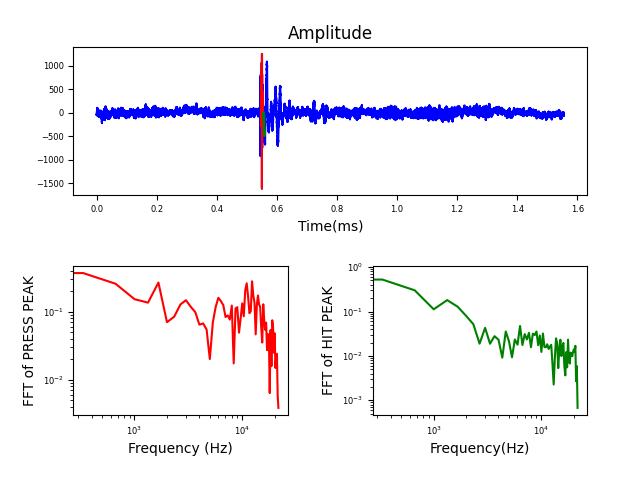 Amplitude
1000
500
0
−500
−1000
−1500
0.0 0.2 0.4 0.6 0.8 1.0 1.2 1.4 1.6
Time(ms)
FFT of PRESS PEAK
10⁻¹
10⁻²
10³ 10⁴
Frequency (Hz)
FFT of HIT PEAK
10⁰
10⁻¹
10⁻²
10⁻³
10³ 10⁴
Frequency(Hz)